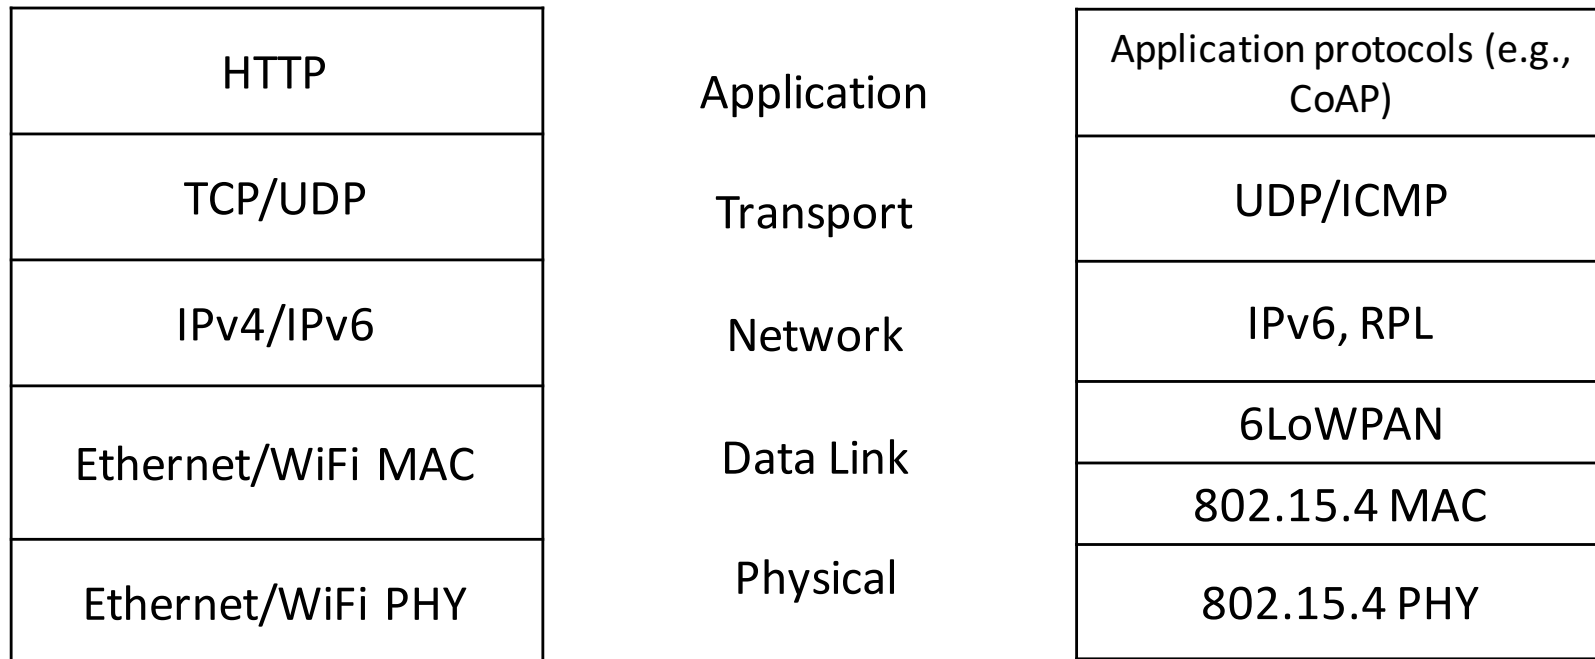 HTTP
Application
Application protocols (e.g.,
CoAP)
TCP/UDP
Transport
UDP/ICMP
IPv4/IPv6
Network
IPv6, RPL
Ethernet/WiFi MAC
Data Link
6LoWPAN
802.15.4 MAC
Ethernet/WiFi PHY
Physical
802.15.4 PHY